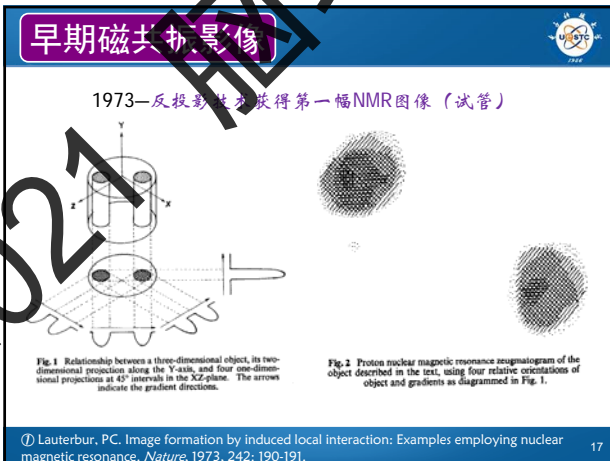 早期磁共振影像
UESTC
1956
1973—反投影技术获得第一幅NMR图像（试管）
Y
Z
X
Fig. 1 Relationship between a three-dimensional object, its two-
dimensional projection along the Y-axis, and four one-dimen-
sional projections at 45° intervals in the XZ-plane. The arrows
indicate the gradient directions.
Fig. 2 Proton nuclear magnetic resonance zeugmatogram of the
object described in the text, using four relative orientations of
object and gradients as diagrammed in Fig. 1.
① Lauterbur, PC. Image formation by induced local interaction: Examples employing nuclear
magnetic resonance. Nature, 1973, 242: 190-191.
17
021